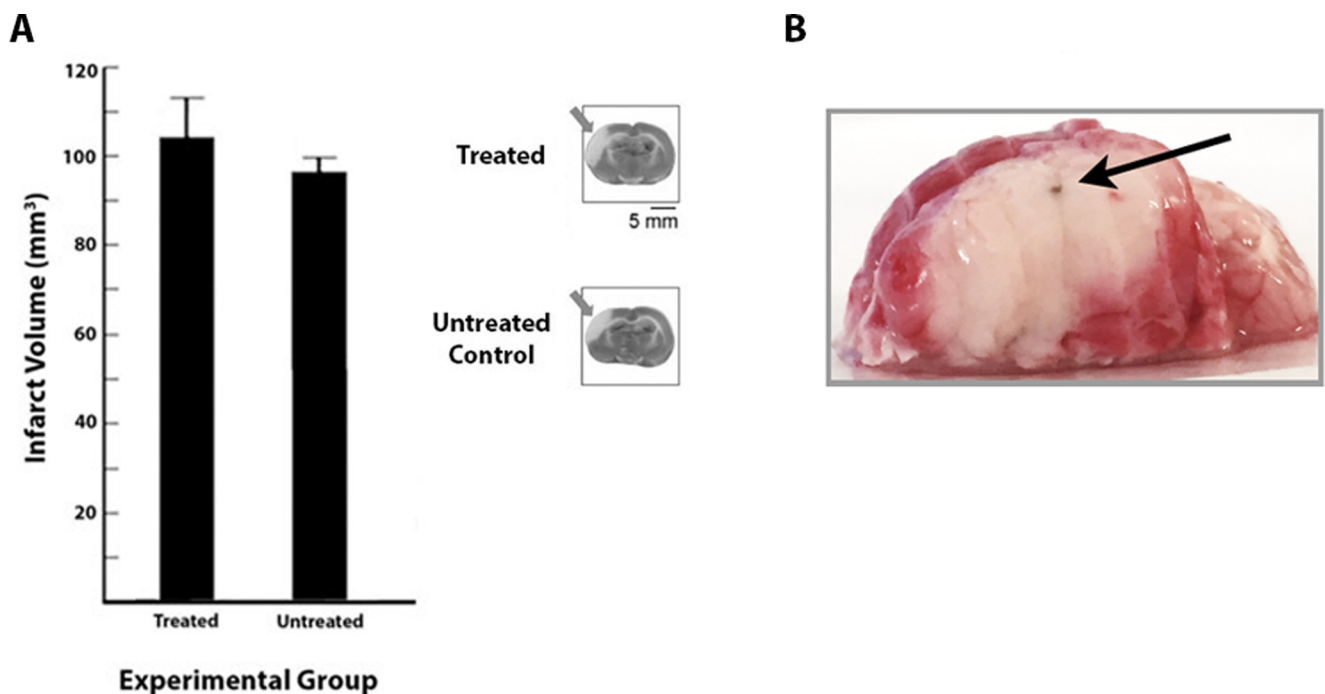 A
B
Infarct Volume (mm³)
120
100
80
60
40
20
Treated
Untreated
Experimental Group
Treated
5 mm
Untreated
Control